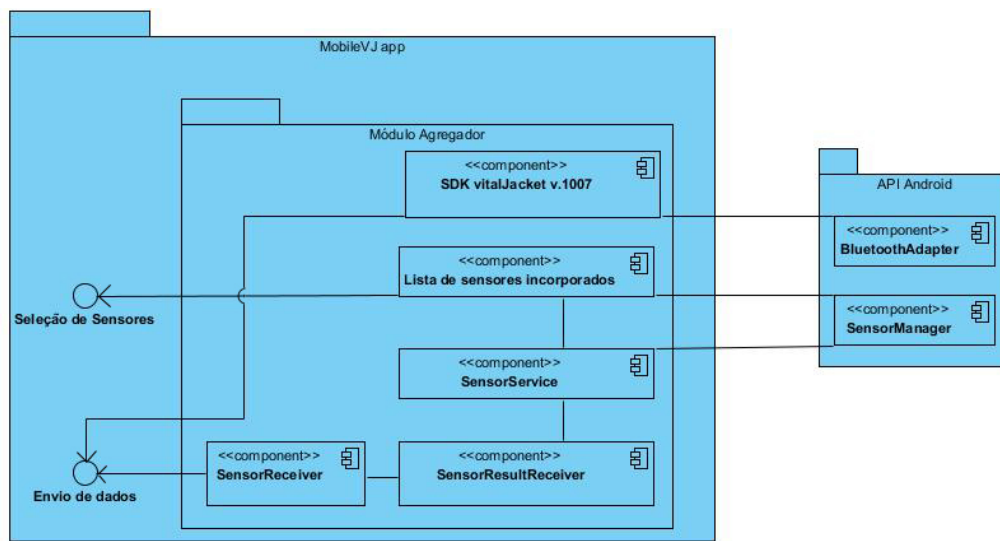 MobileVJ app
Módulo Agregador
<<component>>
SDK vitalJacket v.1007
API Android
<<component>>
BluetoothAdapter
<<component>>
Lista de sensores incorporados
Seleção de Sensores
<<component>>
SensorManager
<<component>>
SensorService
<<component>>
SensorReceiver
<<component>>
SensorResultReceiver
Envio de dados